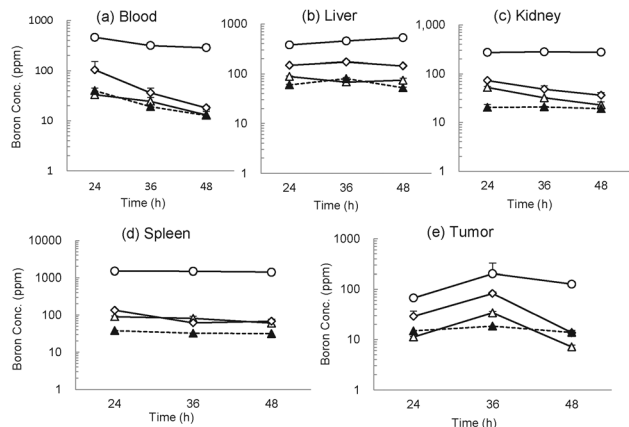 (a) Blood
(b) Liver
(c) Kidney
Boron Conc. (ppm)
1000
100
10
1
24
36
48
Time (h)
1000
100
10
1
24
36
48
Time (h)
1,000
100
10
1
24
36
48
Time (h)
(d) Spleen
(e) Tumor
Boron Conc. (ppm)
10000
1000
100
10
1
24
36
48
Time (h)
Boron Conc. (ppm)
1000
100
10
1
24
36
48
Time (h)